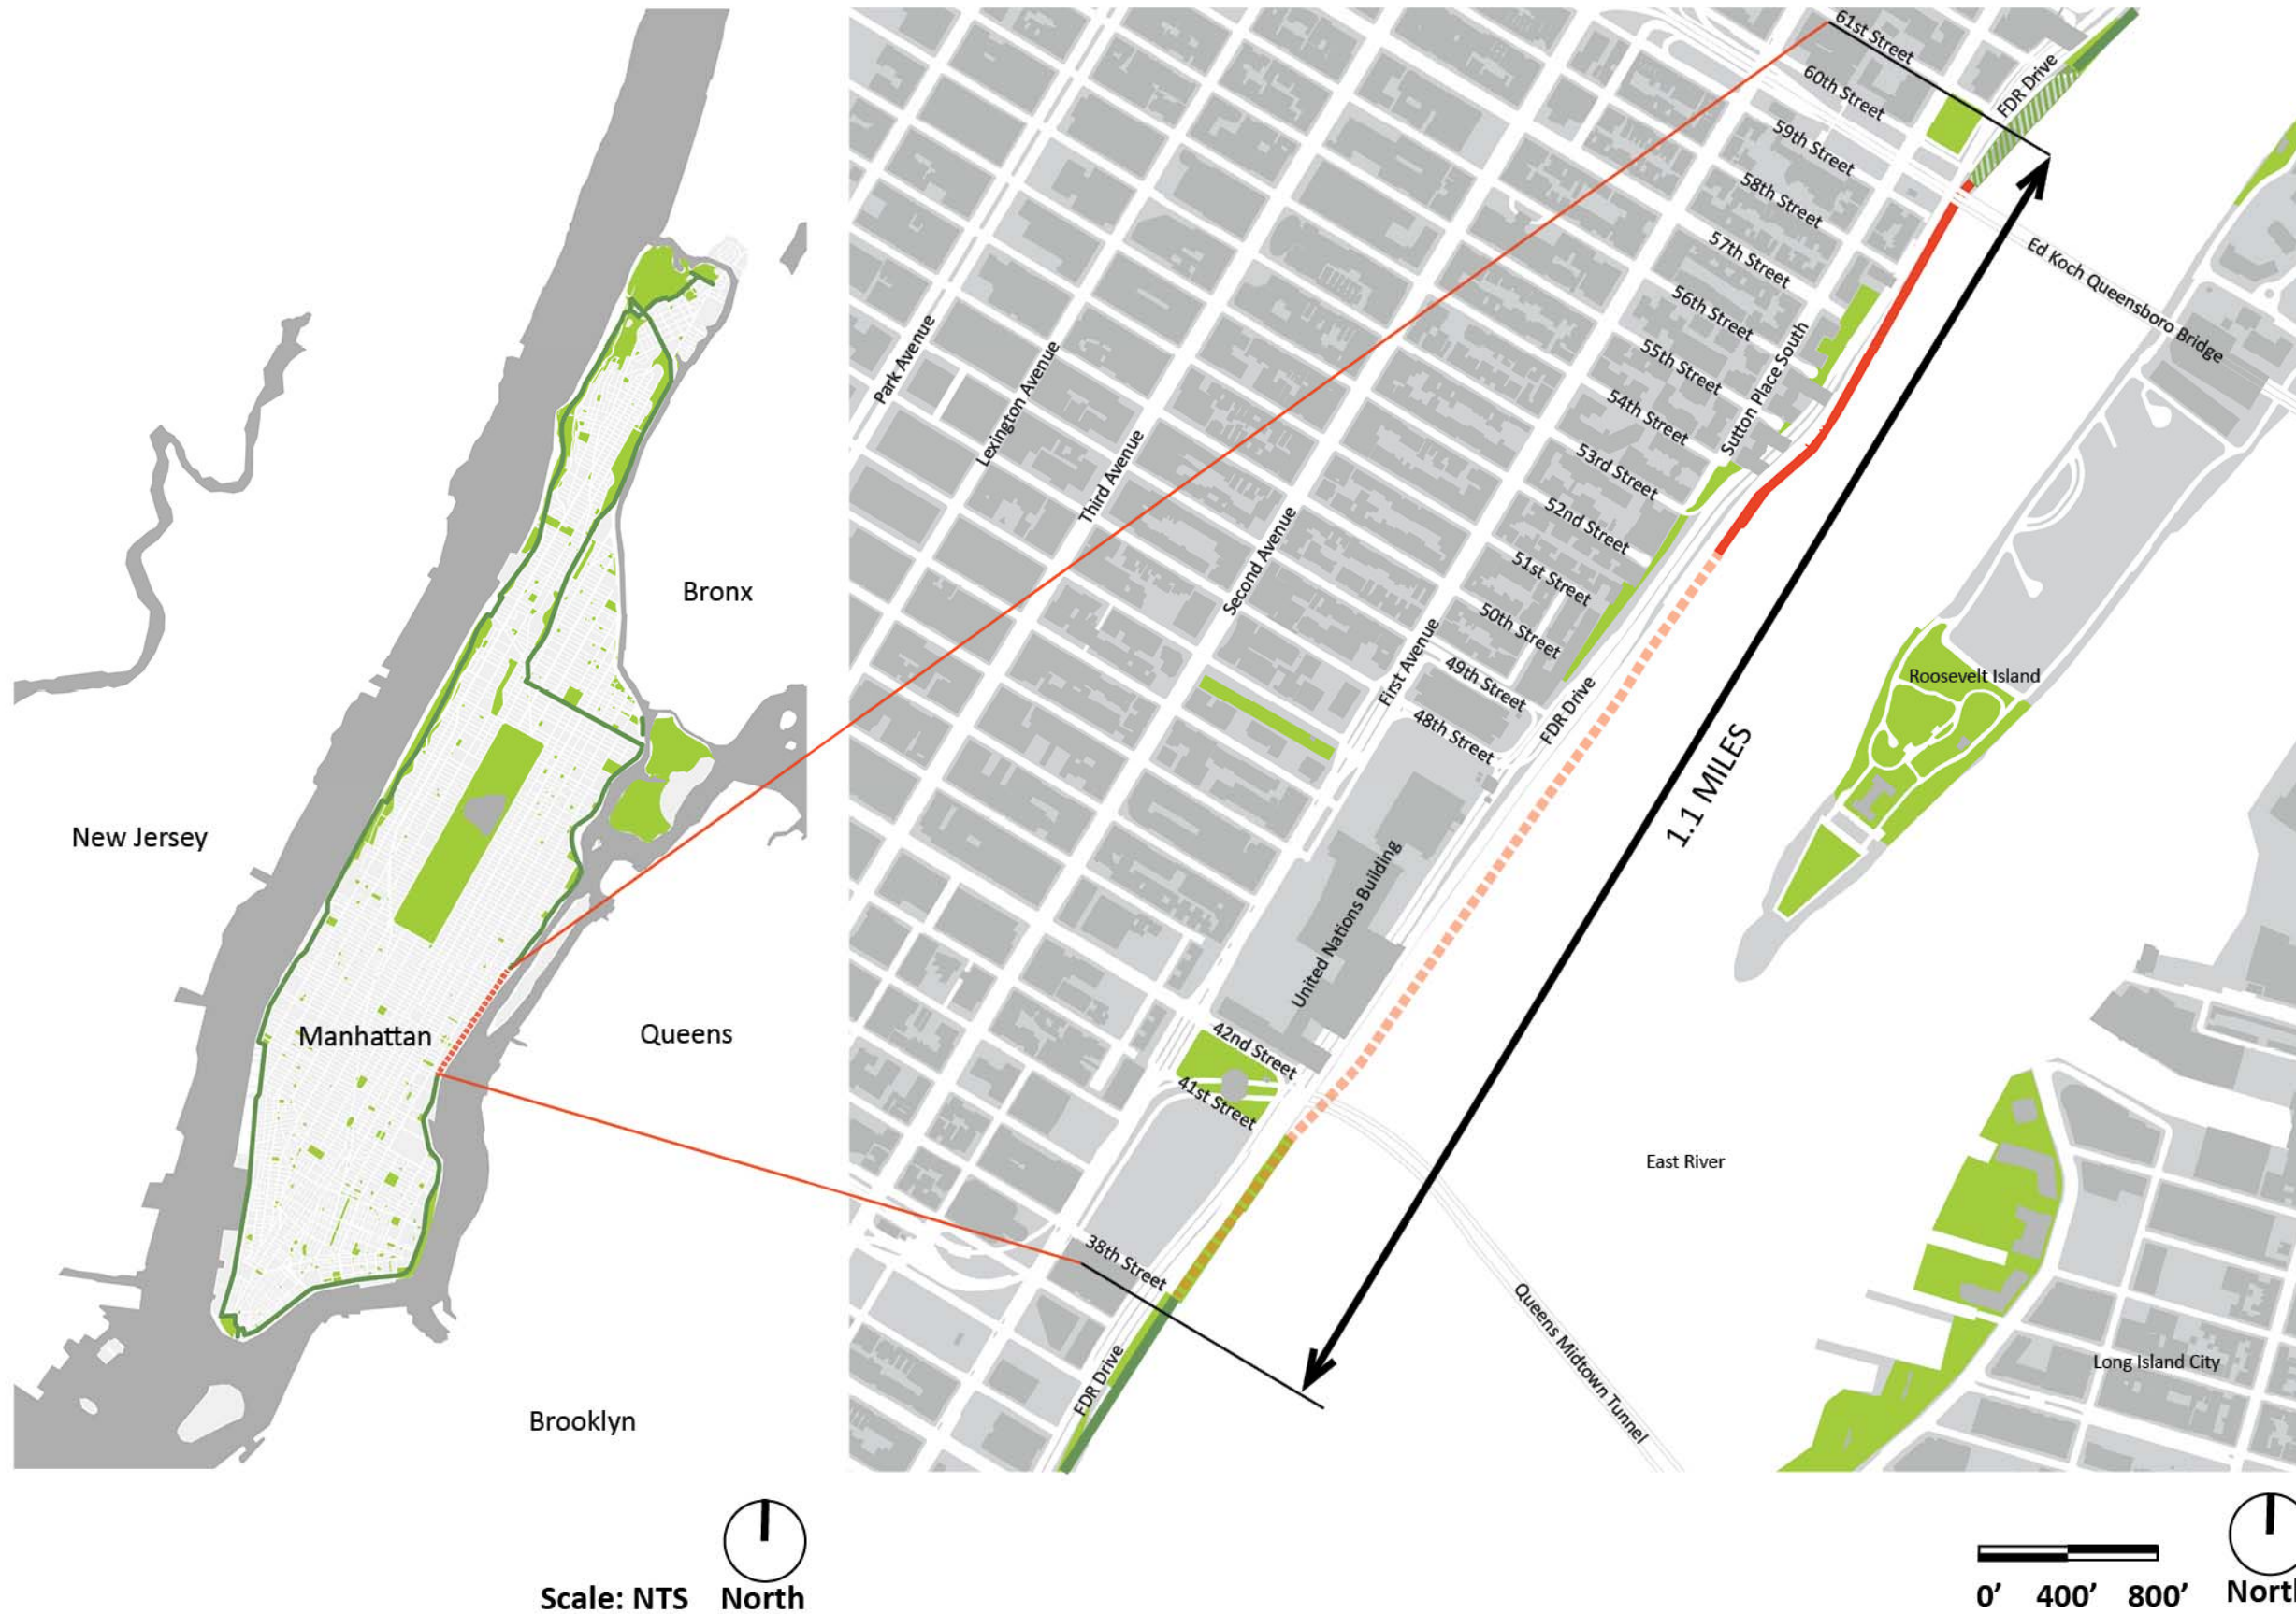 Bronx
New Jersey
Manhattan
Queens
Brooklyn
Scale: NTS
North
61st Street
60th Street
FDR Drive
59th Street
58th Street
57th Street
56th Street
55th Street
54th Street
53rd Street
52nd Street
51st Street
50th Street
49th Street
48th Street
Ed Koch Queensboro Bridge
Sutton Place South
Park Avenue
Lexington Avenue
Third Avenue
Second Avenue
First Avenue
FDR Drive
Roosevelt Island
1.1 MILES
United Nations Building
42nd Street
41st Street
East River
38th Street
FDR Drive
Queens Midtown Tunnel
Long Island City
0' 400' 800'